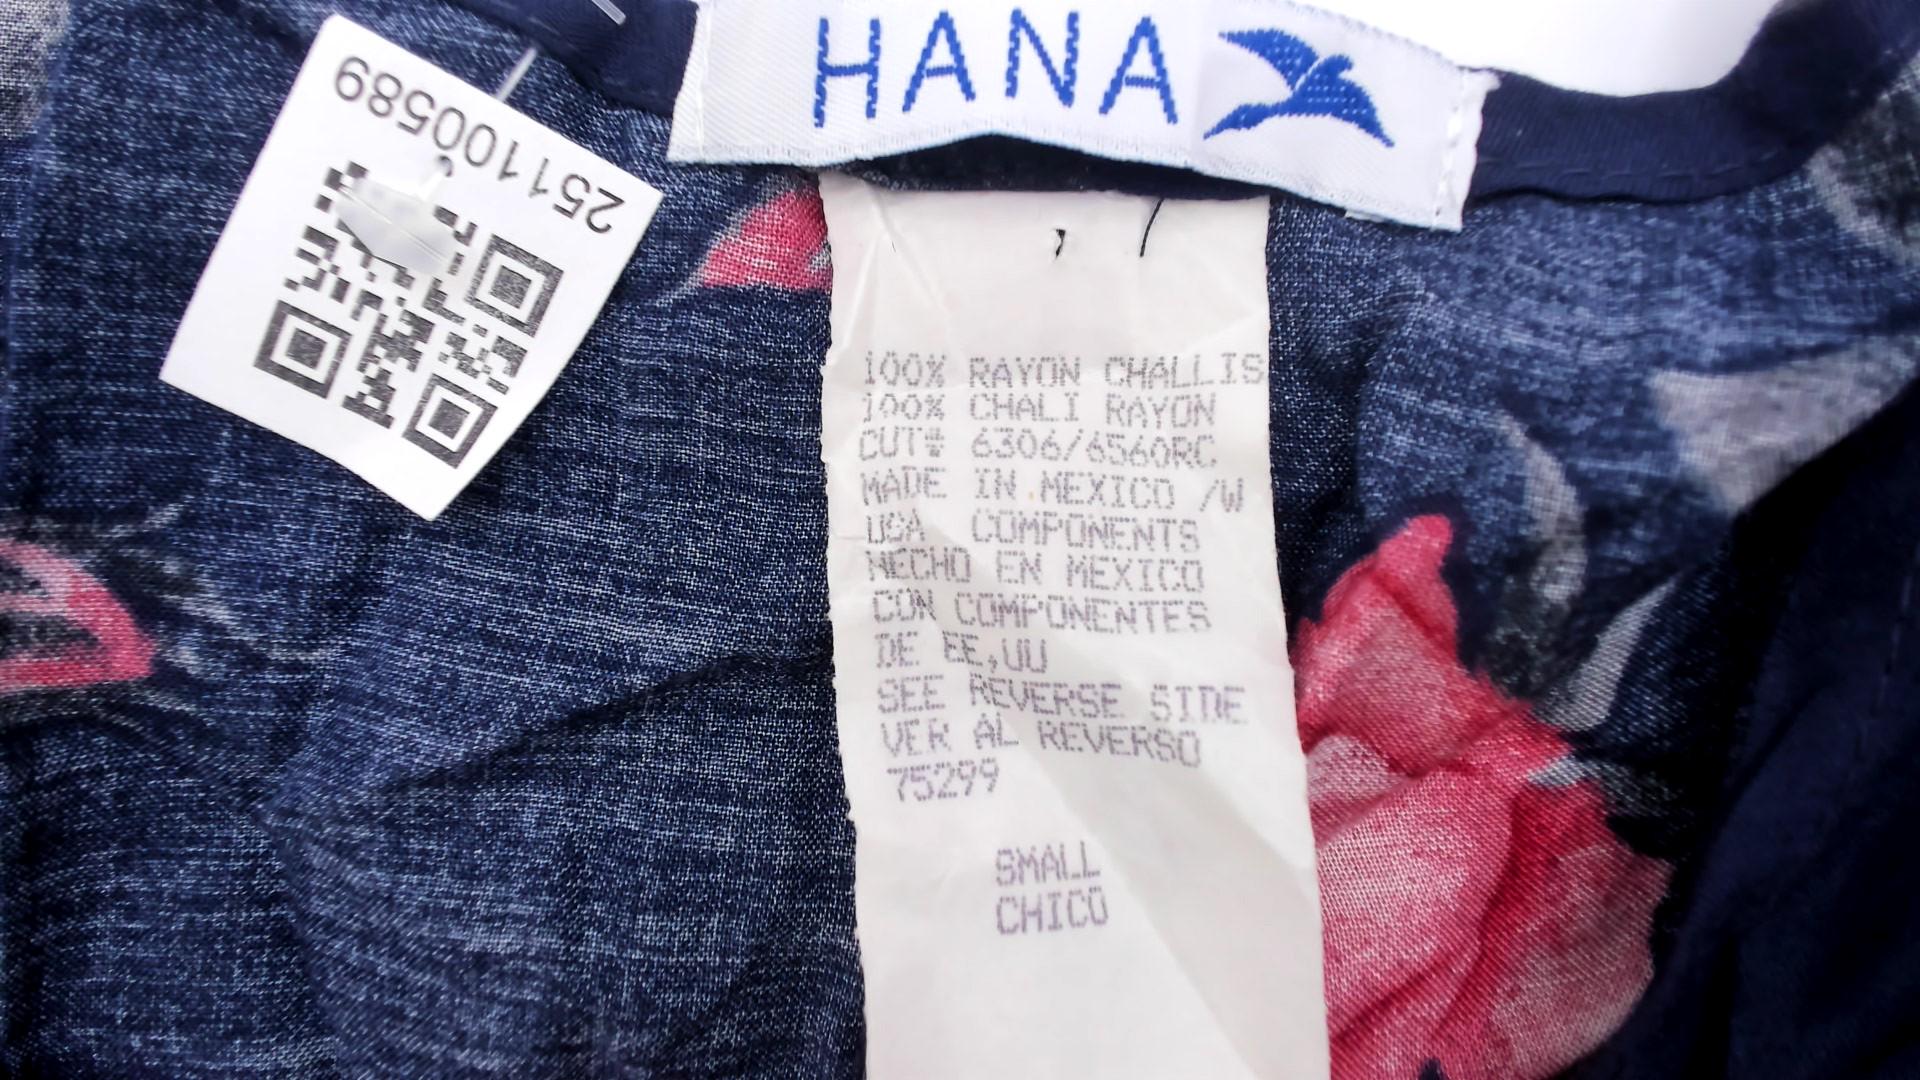 HANA
251100589
100% RAYON CHALLIS
100% CHALI RAYON
CUT# 6306/6560RC
MADE IN MEXICO /W
USA COMPONENTS
HECHO EN MEXICO
CON COMPONENTES
DE EE,UU
SEE REVERSE SIDE
VER AL REVERSO
75299
SMALL
CHICO